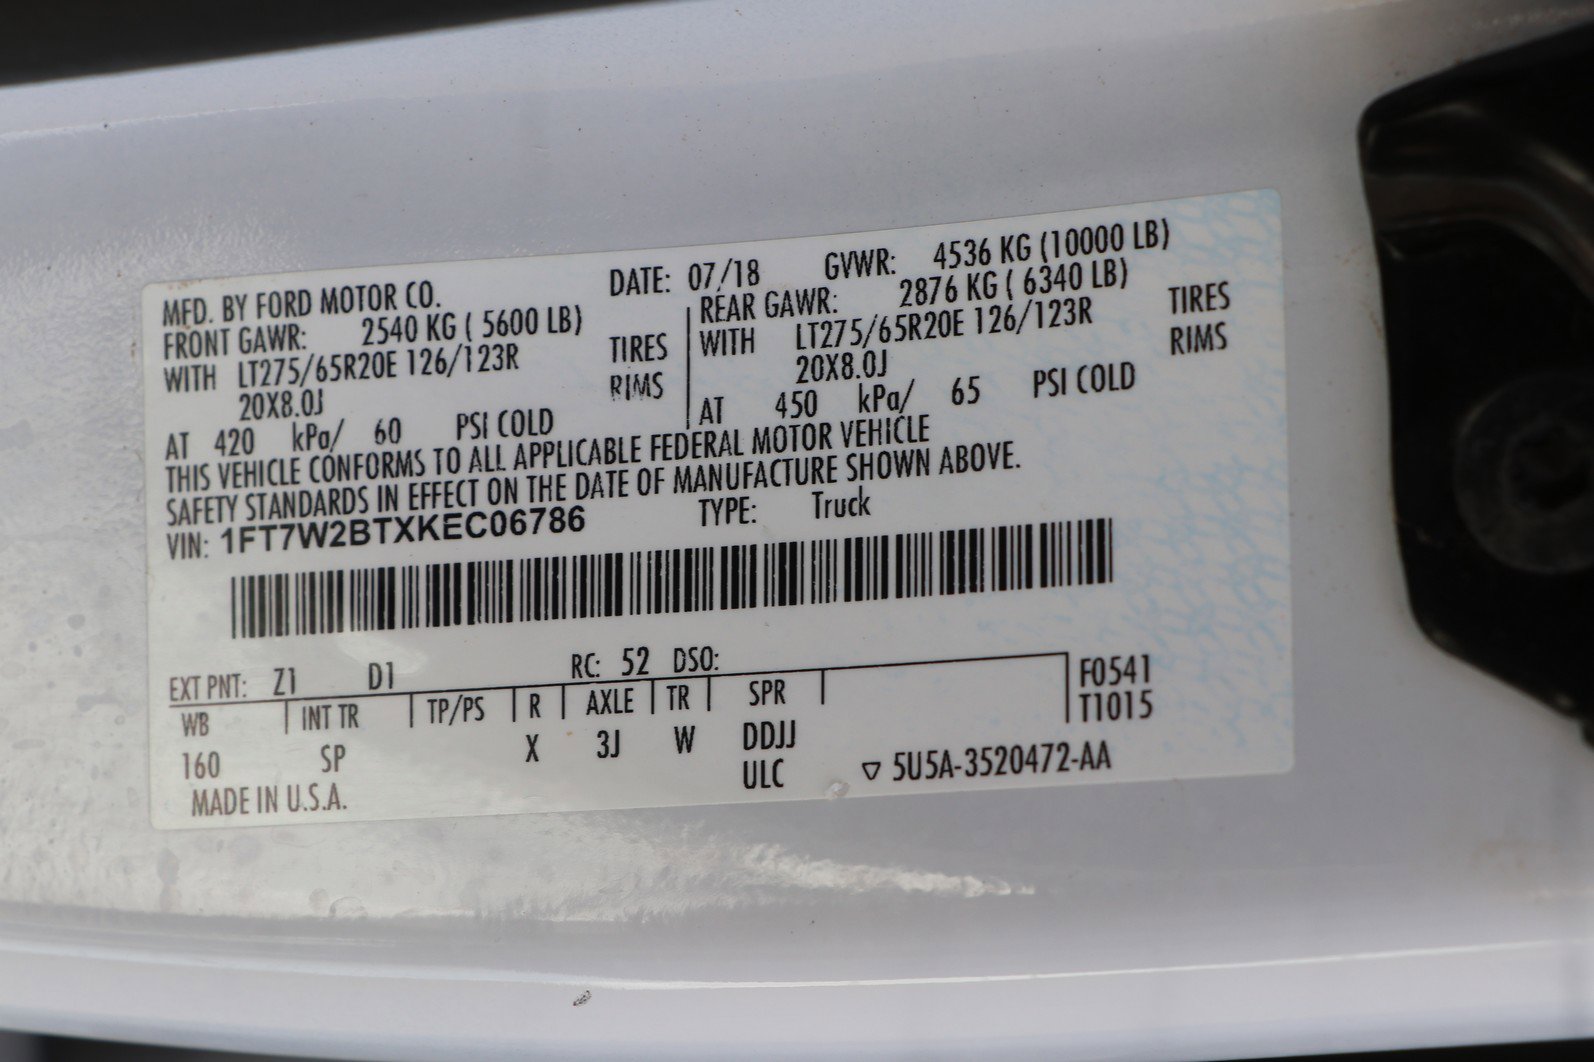 MFD. BY FORD MOTOR CO. DATE: 07/18 GVWR: 4536 KG (10000 LB)
FRONT GAWR: 2540 KG ( 5600 LB) REAR GAWR: 2876 KG ( 6340 LB)
WITH LT275/65R20E 126/123R TIRES WITH LT275/65R20E 126/123R TIRES
20X8.0J RIMS 20X8.0J RIMS
AT 420 kPa/ 60 PSI COLD AT 450 kPa/ 65 PSI COLD
THIS VEHICLE CONFORMS TO ALL APPLICABLE FEDERAL MOTOR VEHICLE
SAFETY STANDARDS IN EFFECT ON THE DATE OF MANUFACTURE SHOWN ABOVE.
VIN: 1FT7W2BTXKEC06786 TYPE: Truck
EXT PNT: Z1 D1 RC: 52 DSO: F0541
WB INT TR TP/PS R AXLE TR SPR T1015
160 SP X 3J W DDJJ
MADE IN U.S.A. ULC ▽ 5U5A-3520472-AA